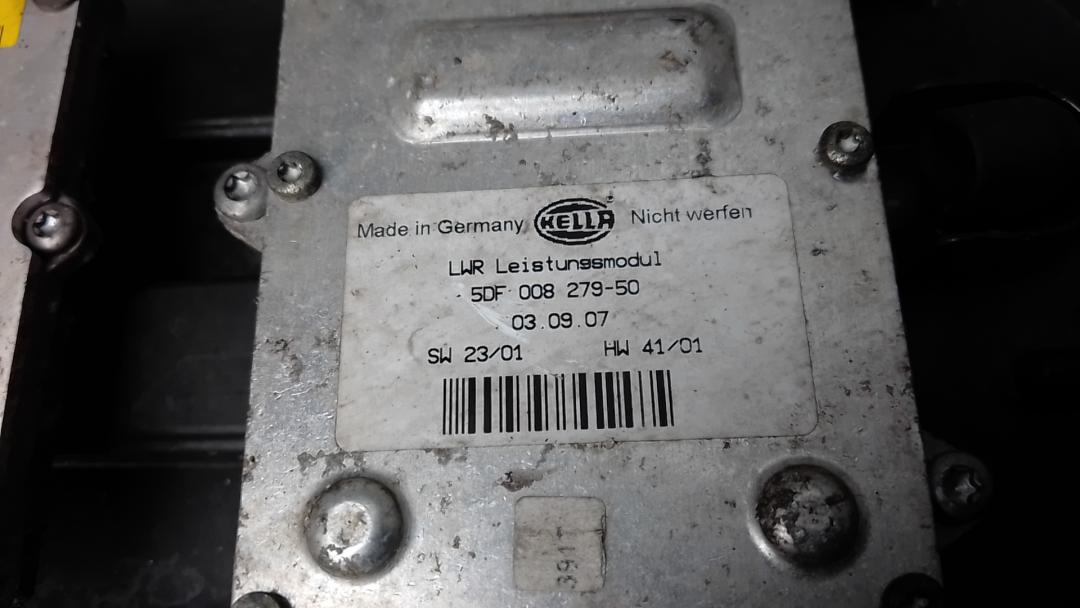 Made in Germany HELLA Nicht werfen
LWR Leistungsmodul
5DF 008 279-50
03.09.07
SW 23/01 HW 41/01
391T